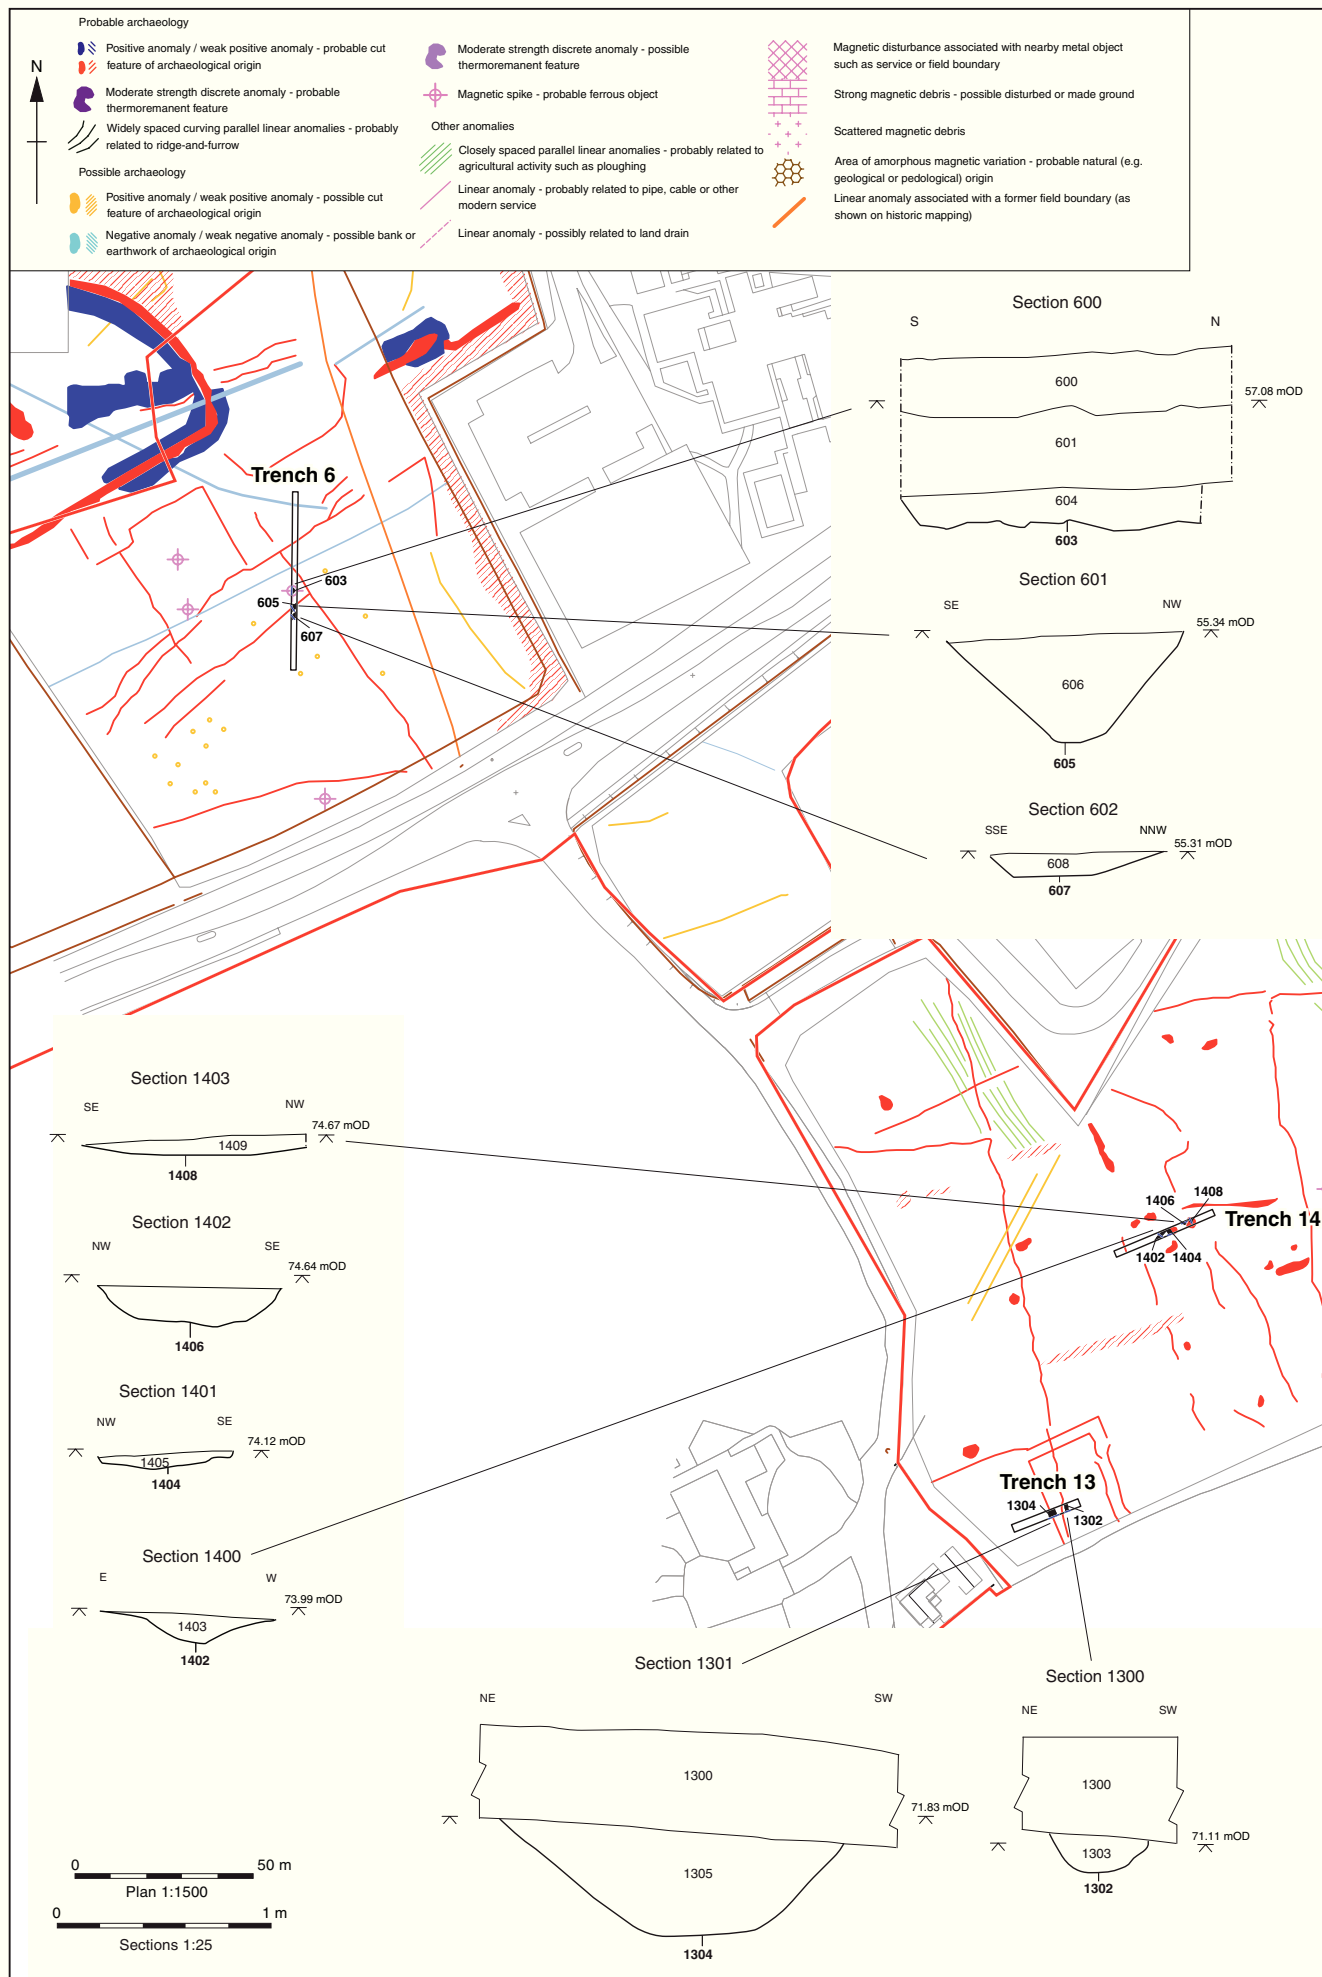 N
Probable archaeology
Positive anomaly / weak positive anomaly - probable cut
feature of archaeological origin
Moderate strength discrete anomaly - probable
thermoremanent feature
Widely spaced curving parallel linear anomalies - probably
related to ridge-and-furrow
Possible archaeology
Positive anomaly / weak positive anomaly - possible cut
feature of archaeological origin
Negative anomaly / weak negative anomaly - possible bank or
earthwork of archaeological origin
Moderate strength discrete anomaly - possible
thermoremanent feature
Magnetic spike - probable ferrous object
Other anomalies
Closely spaced parallel linear anomalies - probably related to
agricultural activity such as ploughing
Linear anomaly - probably related to pipe, cable or other
modern service
Linear anomaly - possibly related to land drain
Magnetic disturbance associated with nearby metal object
such as service or field boundary
Strong magnetic debris - possible disturbed or made ground
Scattered magnetic debris
Area of amorphous magnetic variation - probable natural (e.g.
geological or pedological) origin
Linear anomaly associated with a former field boundary (as
shown on historic mapping)
Trench 6
603
605
607
Section 600
S N
57.08 mOD
600
601
604
603
Section 601
SE NW
55.34 mOD
606
605
Section 602
SSE NNW
55.31 mOD
608
607
Section 1403
SE NW
74.67 mOD
1409
1408
Section 1402
NW SE
74.64 mOD
1406
Section 1401
NW SE
74.12 mOD
1405
1404
Section 1400
E W
73.99 mOD
1403
1402
1406 1408
Trench 14
1402 1404
Trench 13
1304
1302
Section 1301
NE SW
1300
71.83 mOD
1305
1304
Section 1300
NE SW
1300
71.11 mOD
1303
1302
0 50 m
Plan 1:1500
0 1 m
Sections 1:25